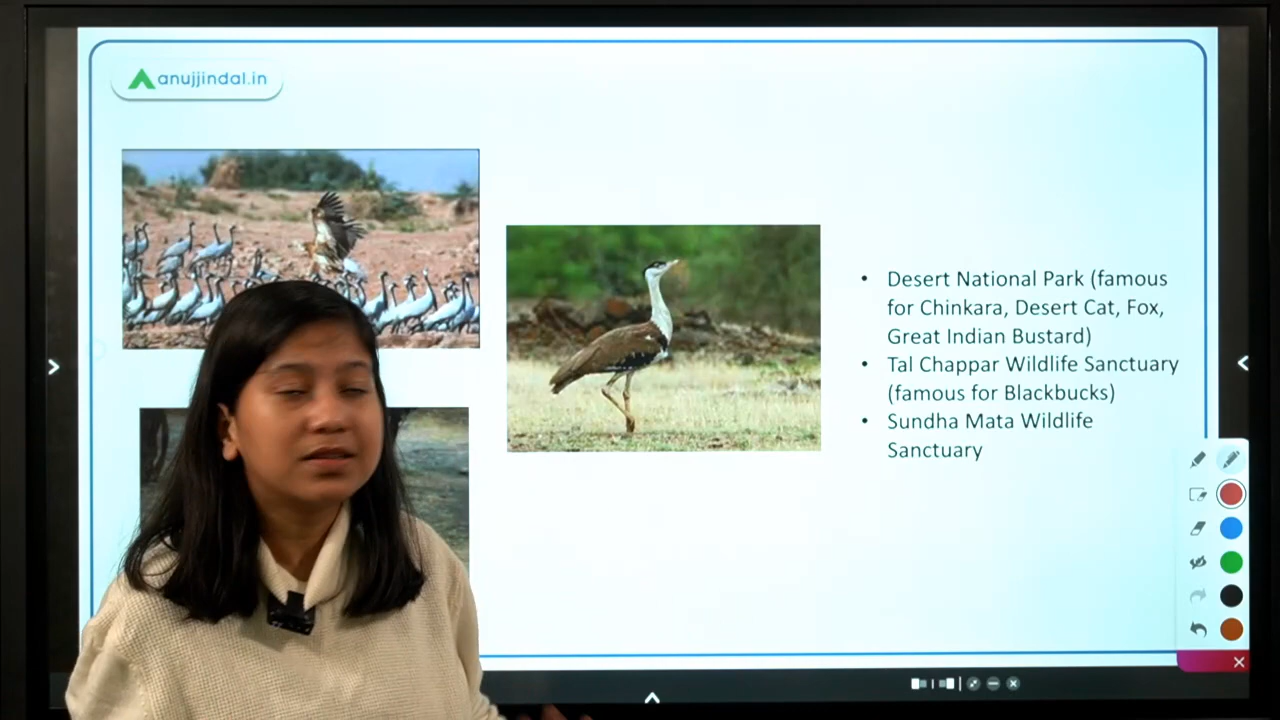 anujjindal.in
• Desert National Park (famous
for Chinkara, Desert Cat, Fox,
Great Indian Bustard)
• Tal Chappar Wildlife Sanctuary
(famous for Blackbucks)
• Sundha Mata Wildlife
Sanctuary